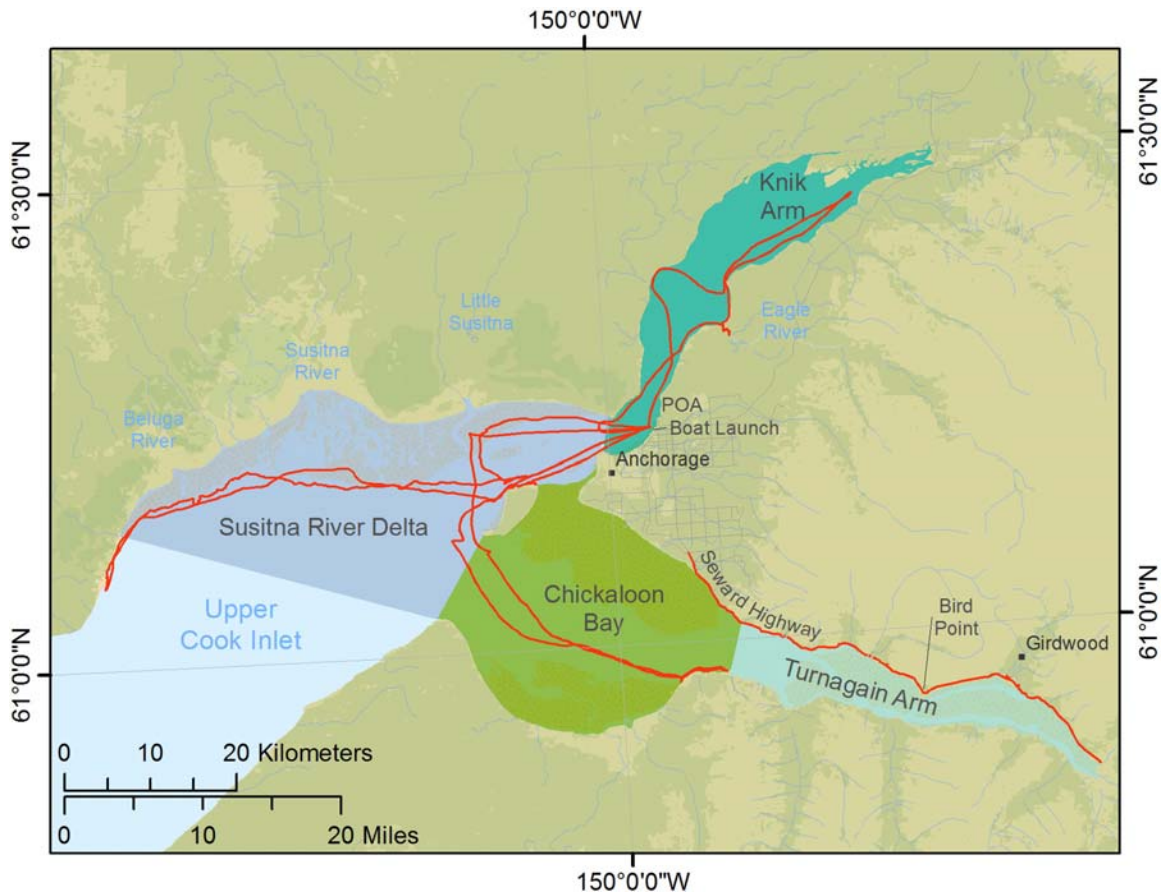 150°0'0"W
61°30'0"N
61°30'0"N
Knik
Arm
Little
Susitna
Eagle
River
Susitna
River
Beluga
River
POA
Boat Launch
Anchorage
Susitna River Delta
Seward Highway
Chickaloon
Bay
Bird
Point
Girdwood
61°0'0"N
Upper
Cook Inlet
Turnagain Arm
61°0'0"N
0 10 20 Kilometers
0 10 20 Miles
150°0'0"W